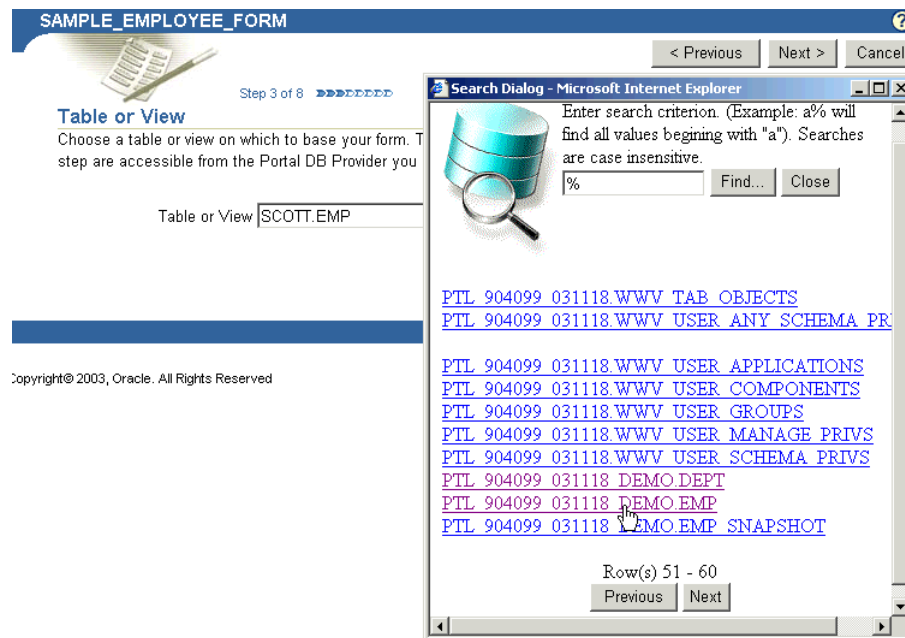 SAMPLE_EMPLOYEE_FORM
?
< Previous
Next >
Cancel
Step 3 of 8
Table or View
Choose a table or view on which to base your form. T
step are accessible from the Portal DB Provider you
Table or View SCOTT.EMP
Copyright© 2003, Oracle. All Rights Reserved
Search Dialog - Microsoft Internet Explorer
Enter search criterion. (Example: a% will
find all values begining with "a"). Searches
are case insensitive.
%
Find...
Close
PTL_904099_031118.WWV_TAB_OBJECTS
PTL_904099_031118.WWV_USER_ANY_SCHEMA_PR
PTL_904099_031118.WWV_USER_APPLICATIONS
PTL_904099_031118.WWV_USER_COMPONENTS
PTL_904099_031118.WWV_USER_GROUPS
PTL_904099_031118.WWV_USER_MANAGE_PRIVS
PTL_904099_031118.WWV_USER_SCHEMA_PRIVS
PTL_904099_031118_DEMO.DEPT
PTL_904099_031118_DEMO.EMP
PTL_904099_031118_DEMO.EMP_SNAPSHOT
Row(s) 51 - 60
Previous
Next